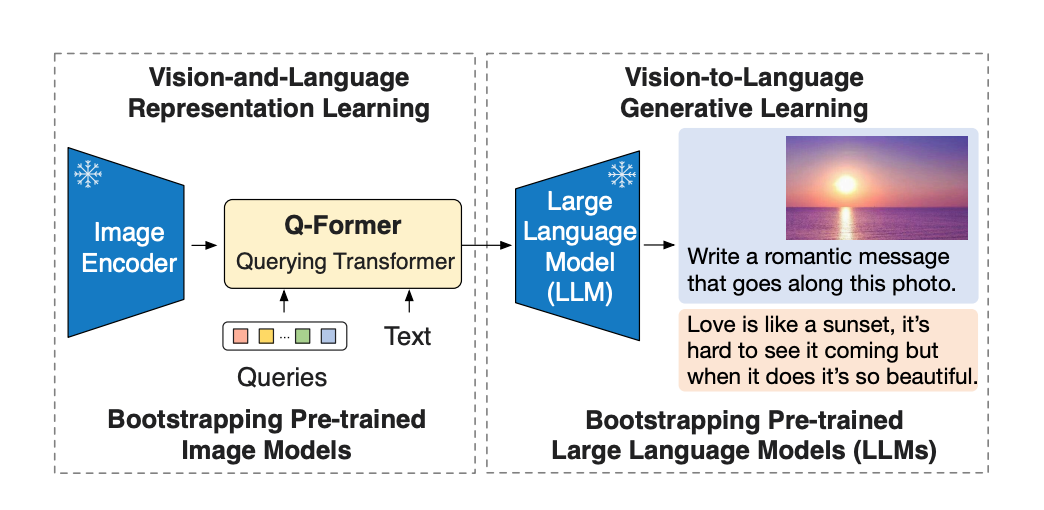 Vision-and-Language
Representation Learning
Image
Encoder
Q-Former
Querying Transformer
...
Queries
Text
Bootstrapping Pre-trained
Image Models
Vision-to-Language
Generative Learning
Large
Language
Model
(LLM)
Write a romantic message
that goes along this photo.
Love is like a sunset, it's
hard to see it coming but
when it does it's so beautiful.
Bootstrapping Pre-trained
Large Language Models (LLMs)